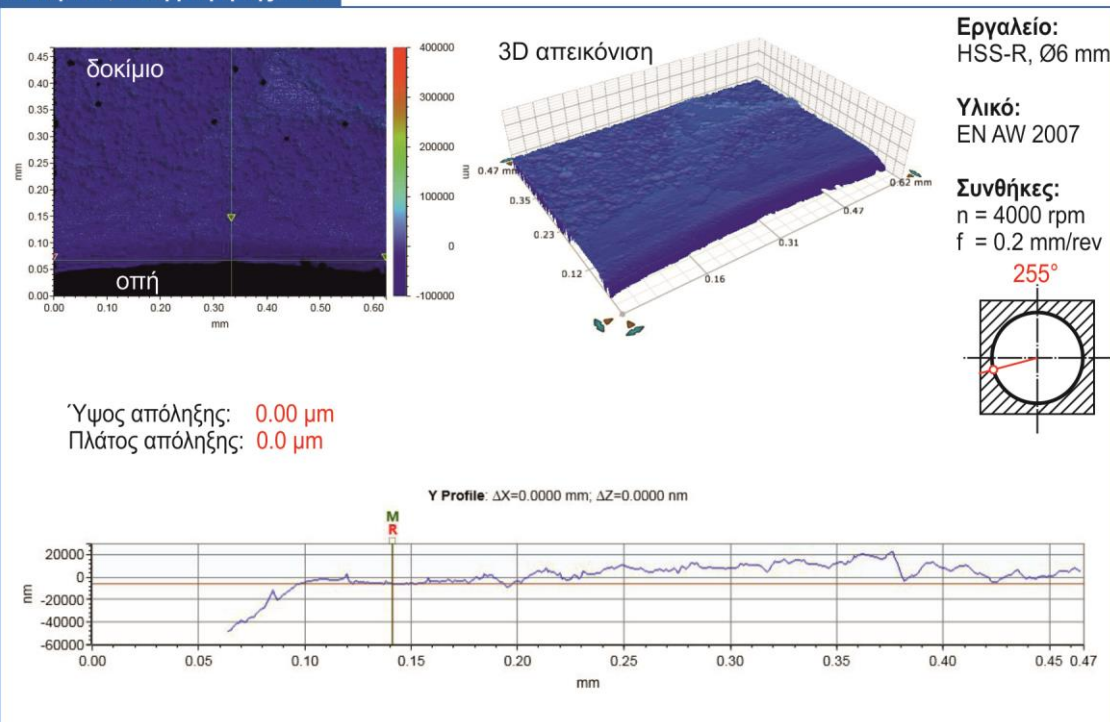 δοκίμιο
οπή
0.45
0.40
0.35
0.30
0.25
0.20
0.15
0.10
0.05
0.00
mm
0.00
0.10
0.20
0.30
0.40
0.50
0.62
mm
400000
300000
200000
100000
0
-100000
nm
3D απεικόνιση
0.47 mm
0.35
0.23
0.12
0.16
0.31
0.47
0.62 mm
Εργαλείο:
HSS-R, Ø6 mm
Υλικό:
EN AW 2007
Συνθήκες:
n = 4000 rpm
f = 0.2 mm/rev
255°
Ύψος απόληξης: 0.00 μm
Πλάτος απόληξης: 0.0 μm
Y Profile: ΔX=0.0000 mm; ΔZ=0.0000 nm
M
R
20000
0
-20000
-40000
-60000
nm
0.00
0.05
0.10
0.15
0.20
0.25
0.30
0.35
0.40
0.45
0.47
mm